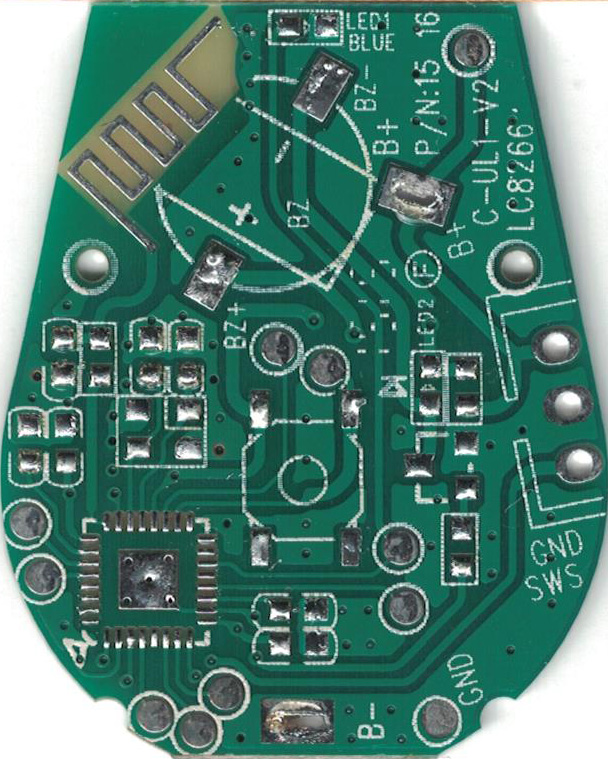 LED1
BLUE
16
BZ-
B+
P/N:15
C-UL1-V2
LC8266'
BZ
+
-
B+
F
BZ+
LED2
GND
SWS
GND
B-